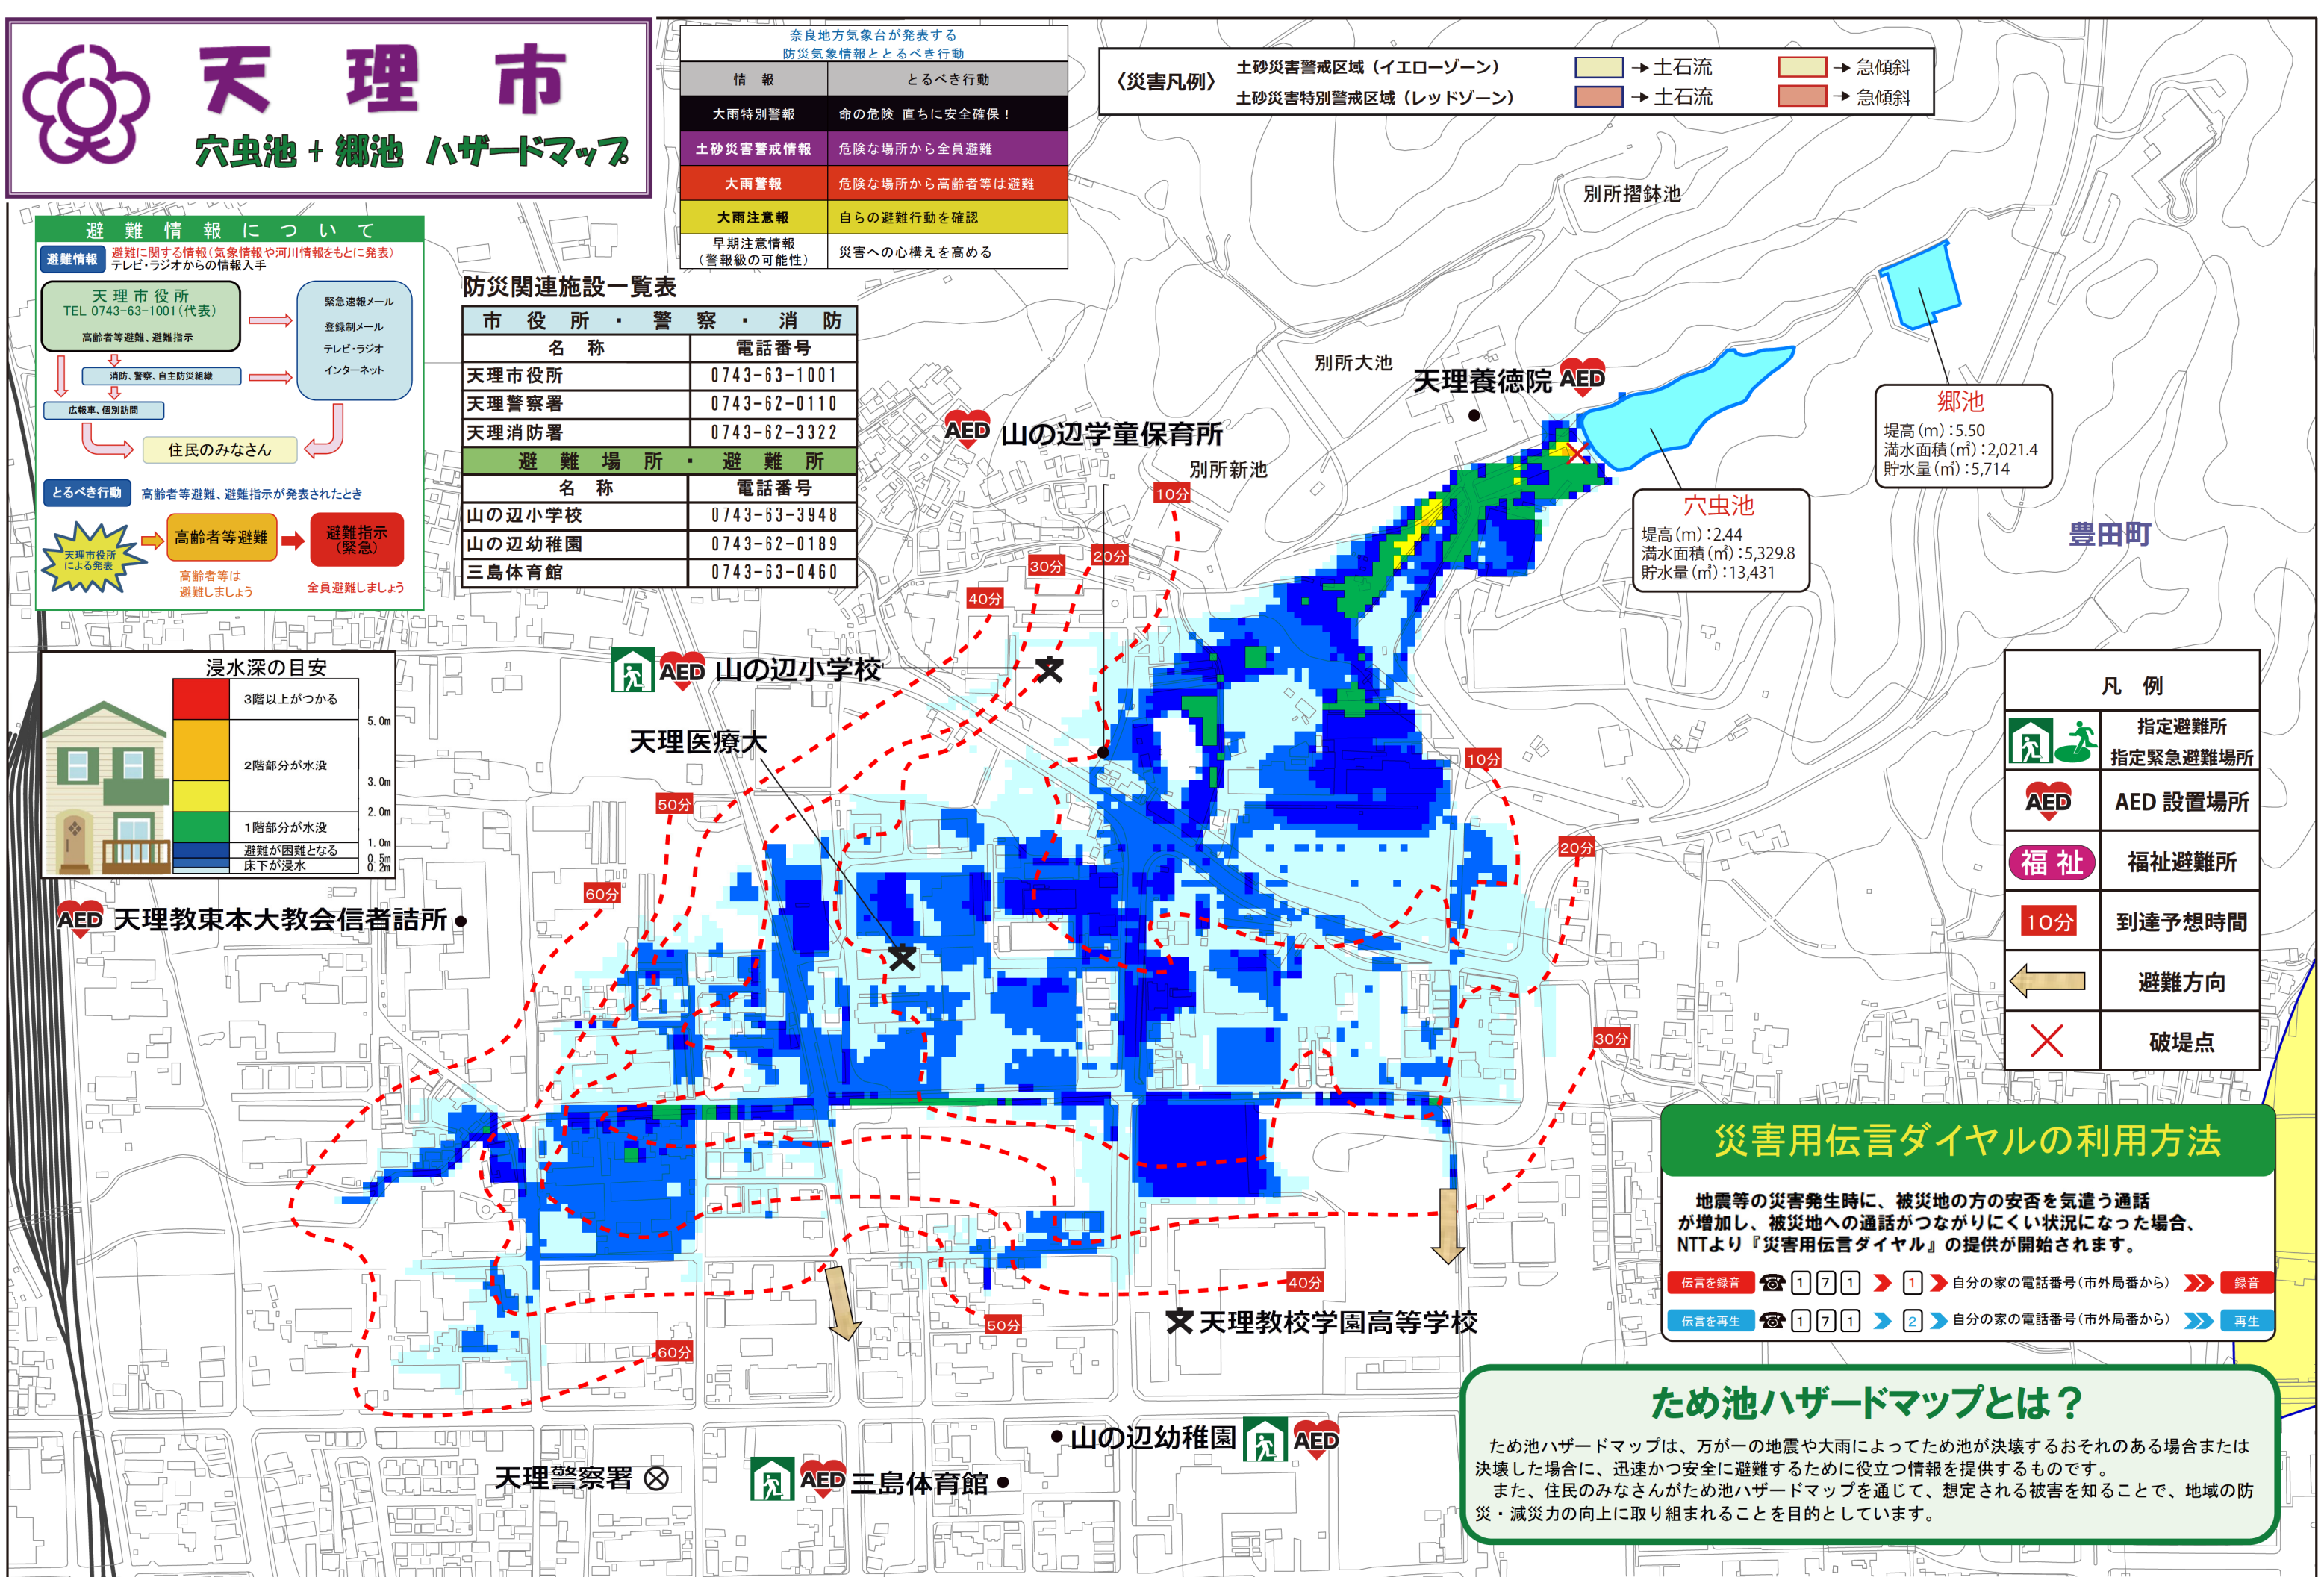 天理市
穴虫池+郷池 ハザードマップ
奈良地方気象台が発表する
防災気象情報ととるべき行動
情 報 とるべき行動
大雨特別警報 命の危険 直ちに安全確保！
土砂災害警戒情報 危険な場所から全員避難
大雨警報 危険な場所から高齢者等は避難
大雨注意報 自らの避難行動を確認
早期注意情報
(警報級の可能性) 災害への心構えを高める
〈災害凡例〉
土砂災害警戒区域（イエローゾーン） →土石流 →急傾斜
土砂災害特別警戒区域（レッドゾーン） →土石流 →急傾斜
避難情報について
避難情報
避難に関する情報(気象情報や河川情報をもとに発表)
テレビ・ラジオからの情報入手
天理市役所
TEL 0743-63-1001(代表)
高齢者等避難、避難指示
緊急速報メール
登録制メール
テレビ・ラジオ
インターネット
消防、警察、自主防災組織
広報車、個別訪問
住民のみなさん
とるべき行動
高齢者等避難、避難指示が発表されたとき
天理市役所
による発表
高齢者等避難
避難指示
(緊急)
高齢者等は
避難しましょう
全員避難しましょう
防災関連施設一覧表
市役所・警察・消防
名 称 電話番号
天理市役所 0743-63-1001
天理警察署 0743-62-0110
天理消防署 0743-62-3322
避難場所・避難所
名 称 電話番号
山の辺小学校 0743-63-3948
山の辺幼稚園 0743-62-0189
三島体育館 0743-63-0460
浸水深の目安
3階以上がつかる
5.0m
2階部分が水没
3.0m
2.0m
1階部分が水没
1.0m
避難が困難となる
0.5m
床下が浸水
0.2m
別所摺鉢池
別所大池
天理養徳院 AED
AED 山の辺学童保育所
別所新池
郷池
堤高(m):5.50
満水面積(㎡):2,021.4
貯水量(㎥):5,714
穴虫池
堤高(m):2.44
満水面積(㎡):5,329.8
貯水量(㎥):13,431
豊田町
10分
20分
30分
40分
AED 山の辺小学校
天理医療大
10分
50分
20分
60分
AED 天理教東本大教会信者詰所
30分
40分
50分
60分
天理教校学園高等学校
山の辺幼稚園 AED
天理警察署
AED 三島体育館
凡 例
指定避難所
指定緊急避難場所
AED AED 設置場所
福祉 福祉避難所
10分 到達予想時間
避難方向
破堤点
災害用伝言ダイヤルの利用方法
地震等の災害発生時に、被災地の方の安否を気遣う通話
が増加し、被災地への通話がつながりにくい状況になった場合、
NTTより『災害用伝言ダイヤル』の提供が開始されます。
伝言を録音 ☎ 1 7 1 1 自分の家の電話番号(市外局番から) 録音
伝言を再生 ☎ 1 7 1 2 自分の家の電話番号(市外局番から) 再生
ため池ハザードマップとは？
ため池ハザードマップは、万が一の地震や大雨によってため池が決壊するおそれのある場合または
決壊した場合に、迅速かつ安全に避難するために役立つ情報を提供するものです。
また、住民のみなさんがため池ハザードマップを通じて、想定される被害を知ることで、地域の防
災・減災力の向上に取り組まれることを目的としています。